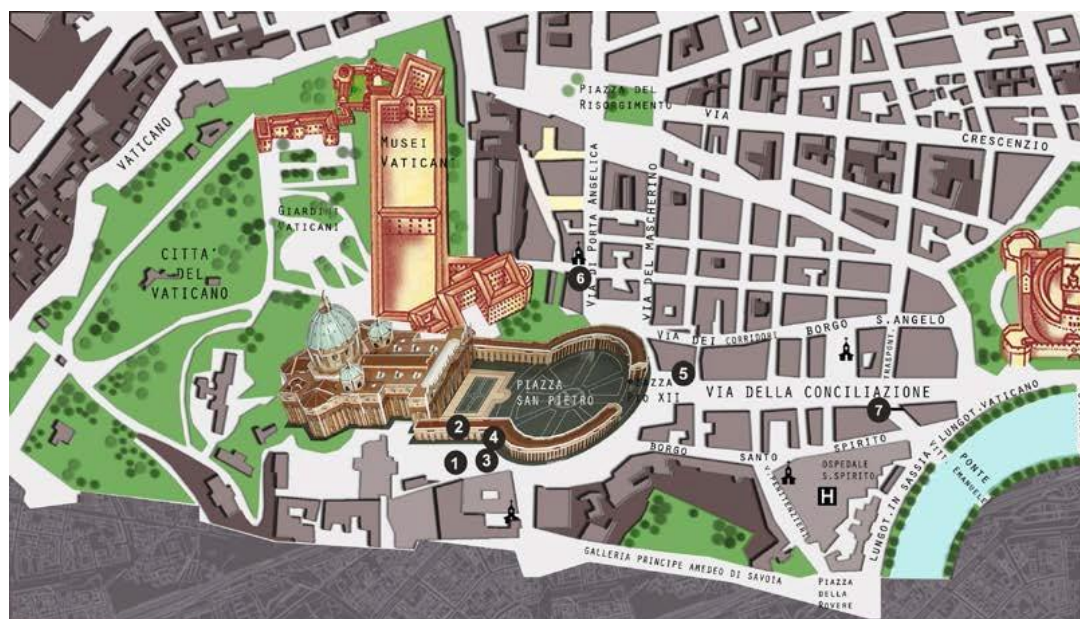 PIAZZA DEL
RISORGIMENTO
VIA
CRESCENZIO
VATICANO
MUSEI
VATICANI
GIARDINI
VATICANI
CITTA'
DEL
VATICANO
VIA DI PORTA ANGELICA
VIA DEL MASCHERINO
6
VIA DEI CORRIDORI
BORGO
S.ANGELO
TRASPONT.
5
PIAZZA
SAN PIETRO
PIAZZA
PIO XII
VIA DELLA CONCILIAZIONE
7
2
4
1
3
BORGO
SANTO
SPIRITO
LUNGOT.VATICANO
OSPEDALE
S.SPIRITO
H
V.PENITENZIERI
LUNGOT.IN SASSIA
PONTE
VITT. EMANUELE
GALLERIA PRINCIPE AMEDEO DI SAVOIA
PIAZZA
DELLA
ROVERE